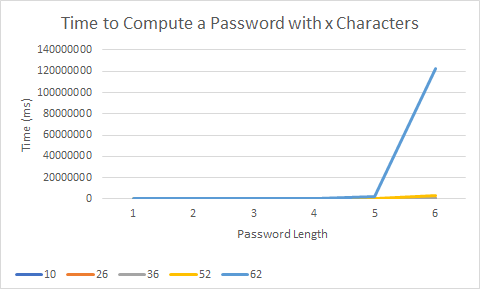 Time to Compute a Password with x Characters
140000000
120000000
100000000
80000000
60000000
40000000
20000000
0
Time (ms)
1 2 3 4 5 6
Password Length
10 26 36 52 62